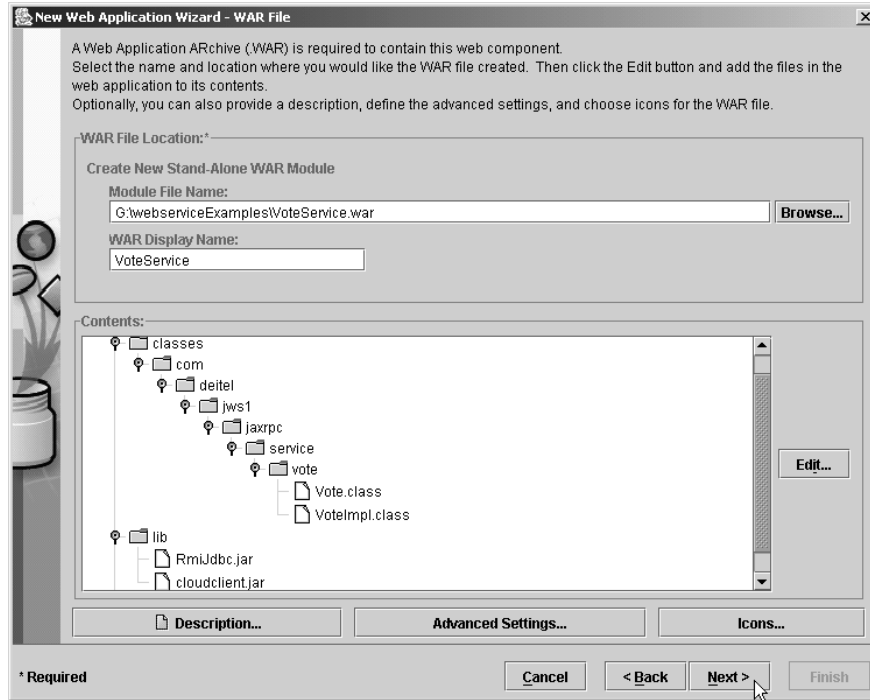 New Web Application Wizard - WAR File
A Web Application ARchive (.WAR) is required to contain this web component.
Select the name and location where you would like the WAR file created. Then click the Edit button and add the files in the
web application to its contents.
Optionally, you can also provide a description, define the advanced settings, and choose icons for the WAR file.
WAR File Location:*
Create New Stand-Alone WAR Module
Module File Name:
G:\webserviceExamples\VoteService.war
Browse...
WAR Display Name:
VoteService
Contents:
classes
com
deitel
jws1
jaxrpc
service
vote
Vote.class
VoteImpl.class
lib
RmiJdbc.jar
cloudclient.jar
Edit...
Description...
Advanced Settings...
Icons...
* Required
Cancel
< Back
Next >
Finish